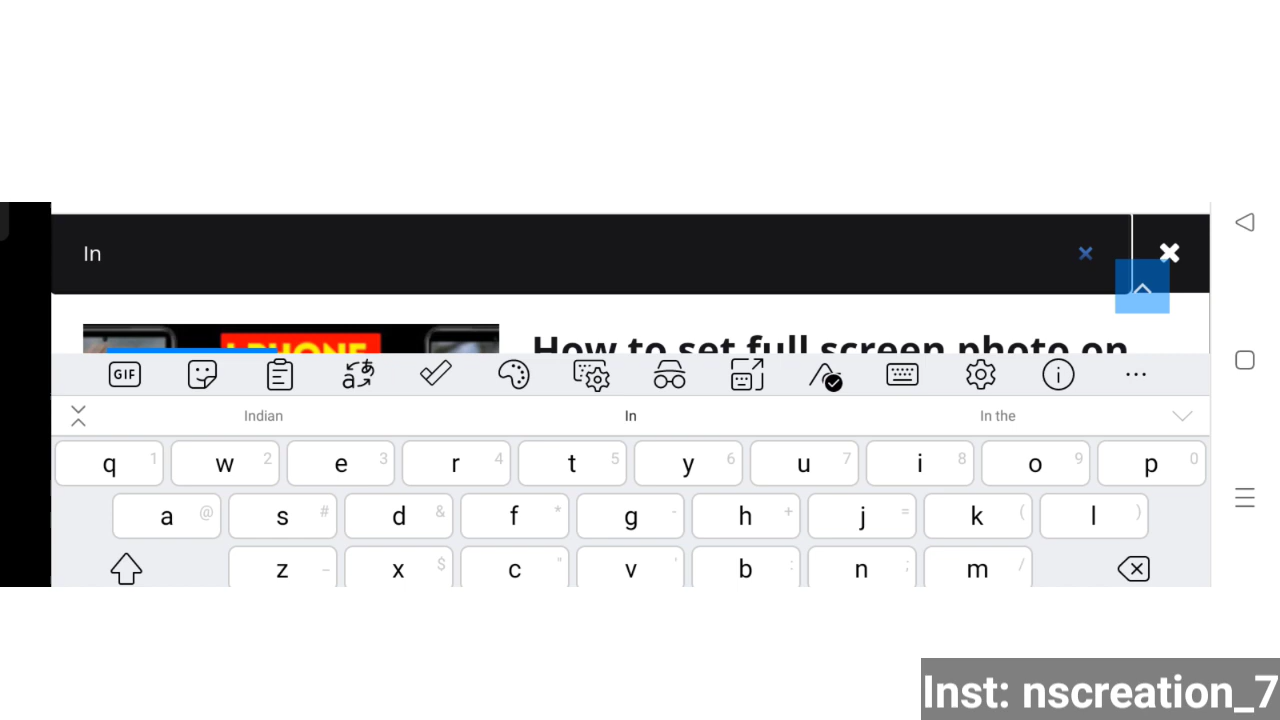 In
I PHONE
How to set full screen photo on
GIF
Indian In In the
q 1 w 2 e 3 r 4 t 5 y 6 u 7 i 8 o 9 p 0
a @ s # d & f * g - h + j = k ( l )
z _ x $ c " v ' b : n ; m /
Inst: nscreation_7